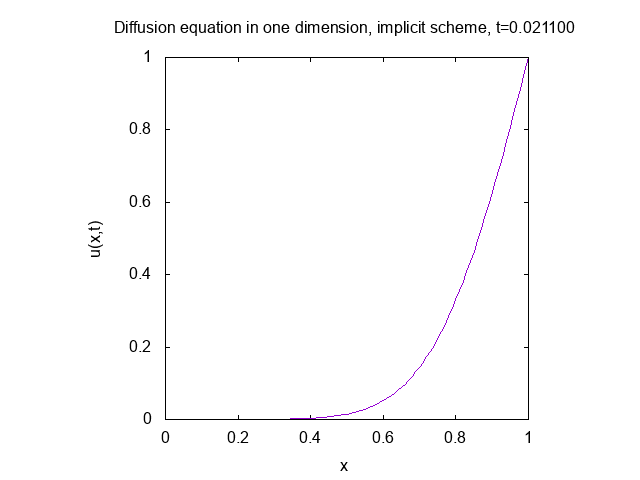 Diffusion equation in one dimension, implicit scheme, t=0.021100
1
0.8
0.6
0.4
0.2
0
u(x,t)
0 0.2 0.4 0.6 0.8 1
x